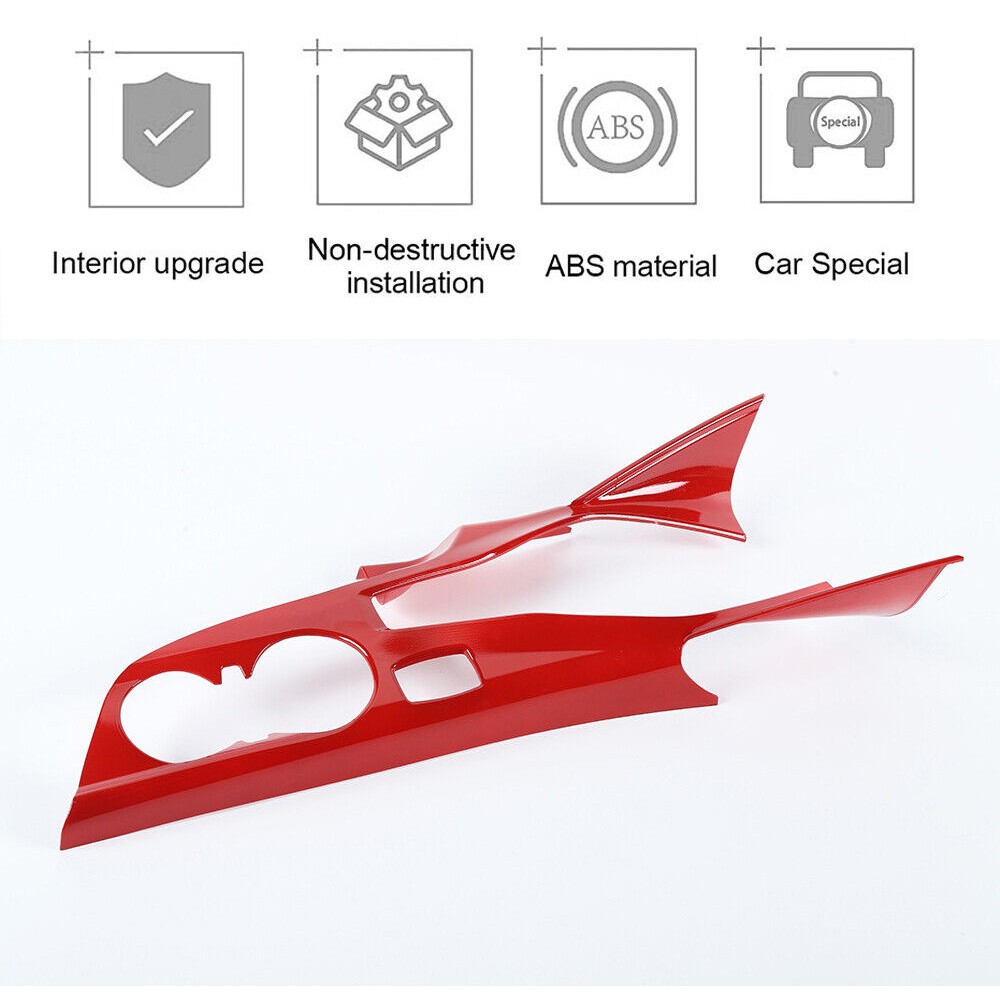 ABS
Special
Interior upgrade
Non-destructive
installation
ABS material
Car Special